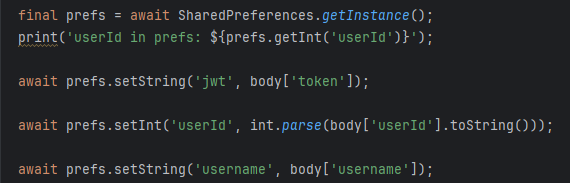 final prefs = await SharedPreferences.getInstance();
print('userId in prefs: ${prefs.getInt('userId')}');
await prefs.setString('jwt', body['token']);
await prefs.setInt('userId', int.parse(body['userId'].toString()));
await prefs.setString('username', body['username']);